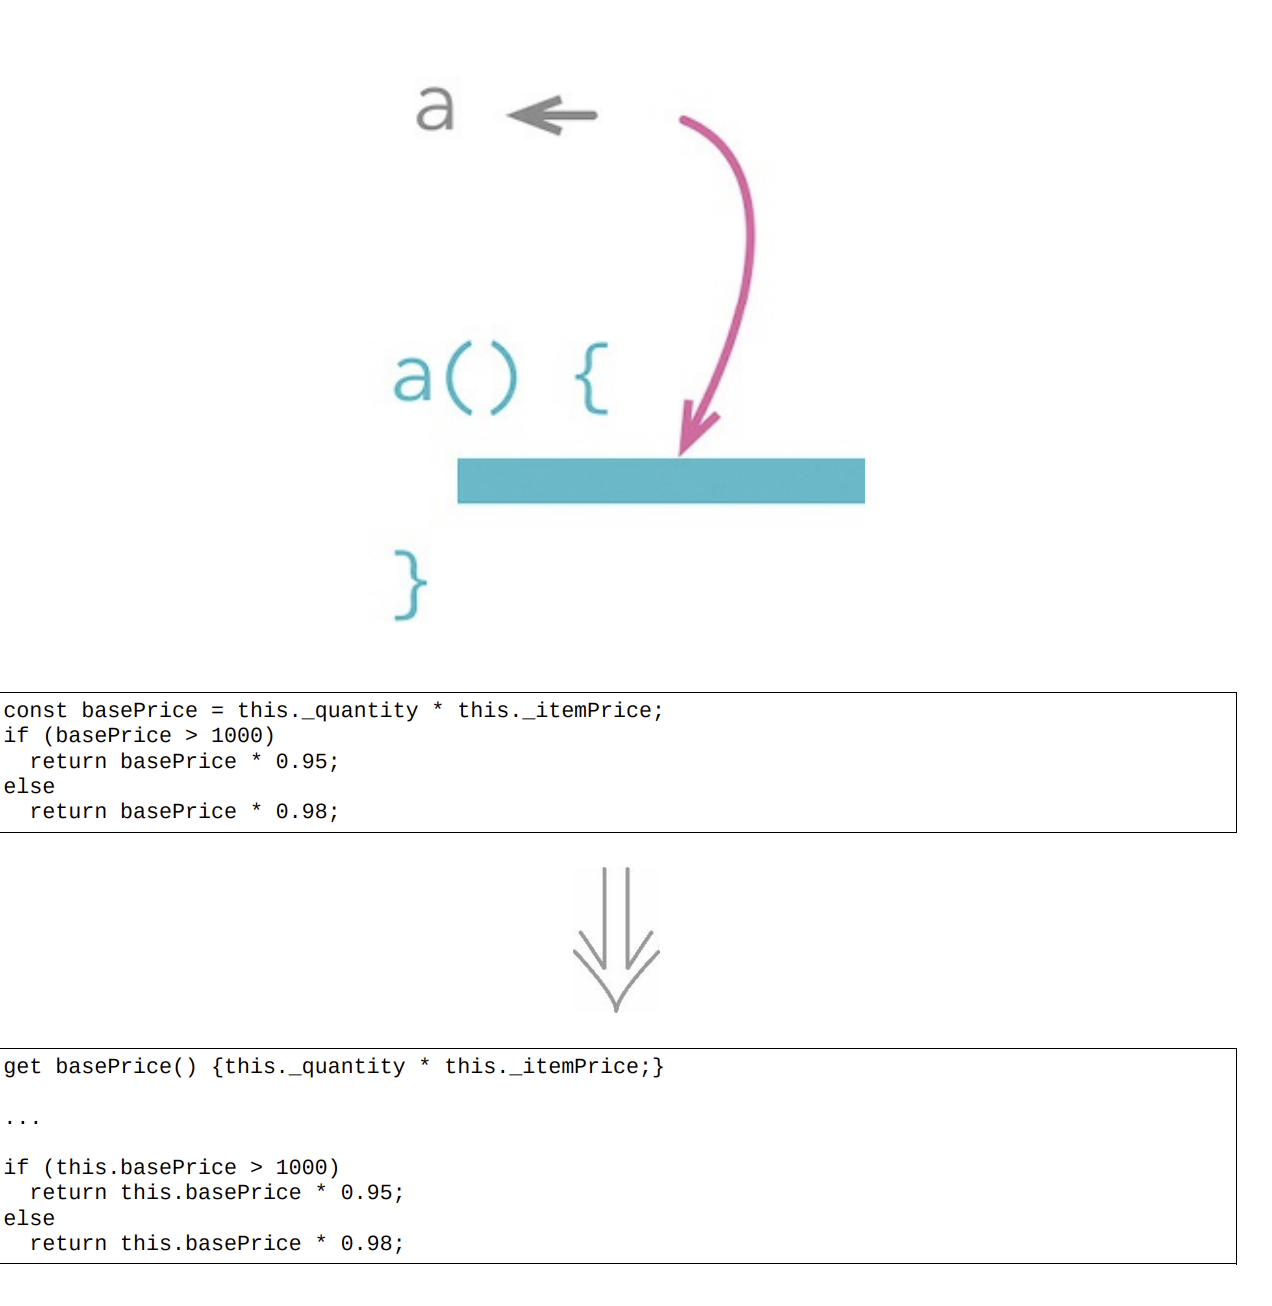 a
a() {
}
const basePrice = this._quantity * this._itemPrice;
if (basePrice > 1000)
  return basePrice * 0.95;
else
  return basePrice * 0.98;
get basePrice() {this._quantity * this._itemPrice;}
...
if (this.basePrice > 1000)
  return this.basePrice * 0.95;
else
  return this.basePrice * 0.98;